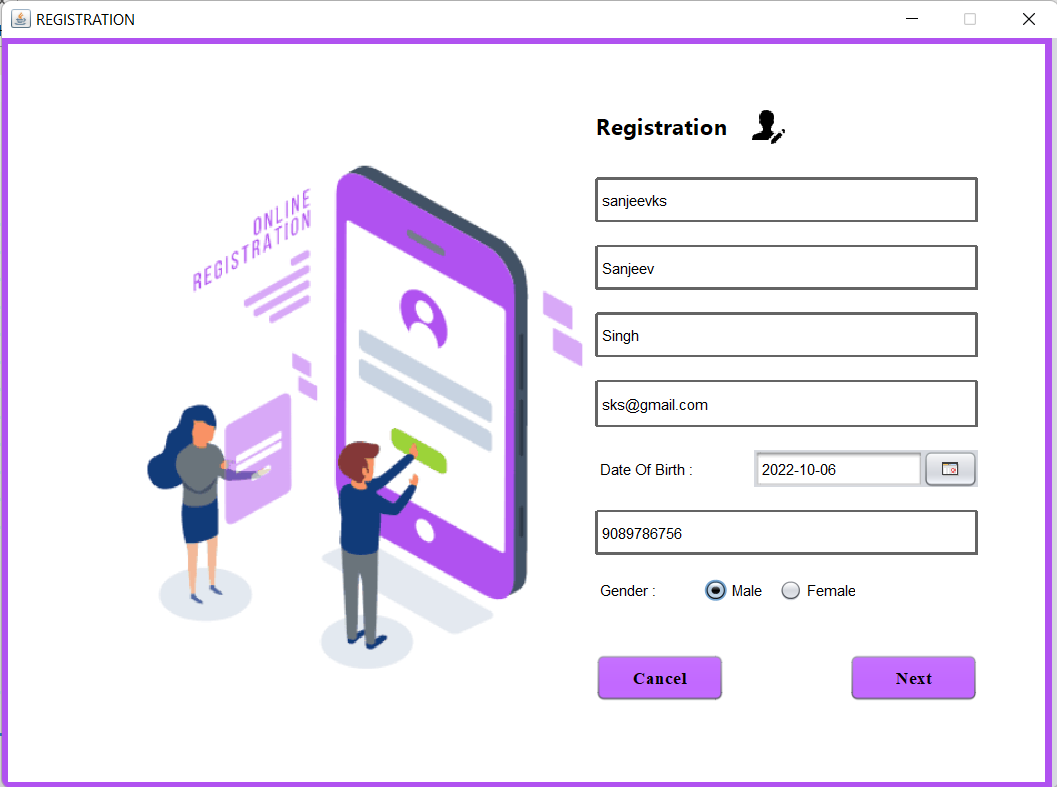 REGISTRATION
ONLINE
REGISTRATION
Registration
sanjeevks
Sanjeev
Singh
sks@gmail.com
Date Of Birth : 2022-10-06
9089786756
Gender : Male Female
Cancel Next